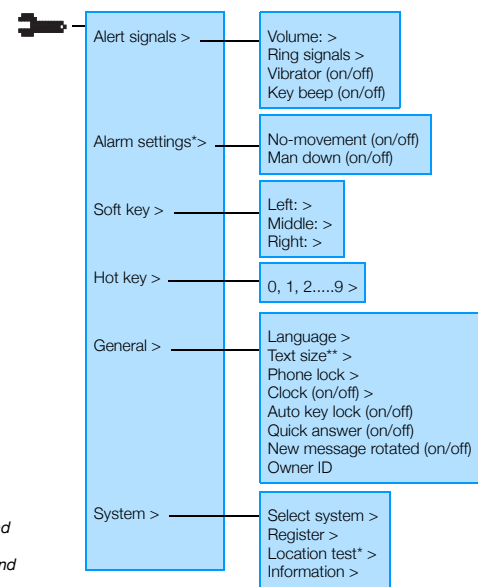 Alert signals >
Volume: >
Ring signals >
Vibrator (on/off)
Key beep (on/off)
Alarm settings*>
No-movement (on/off)
Man down (on/off)
Soft key >
Left: >
Middle: >
Right: >
Hot key >
0, 1, 2.....9 >
General >
Language >
Text size** >
Phone lock >
Clock (on/off) >
Auto key lock (on/off)
Quick answer (on/off)
New message rotated (on/off)
Owner ID
System >
Select system >
Register >
Location test* >
Information >